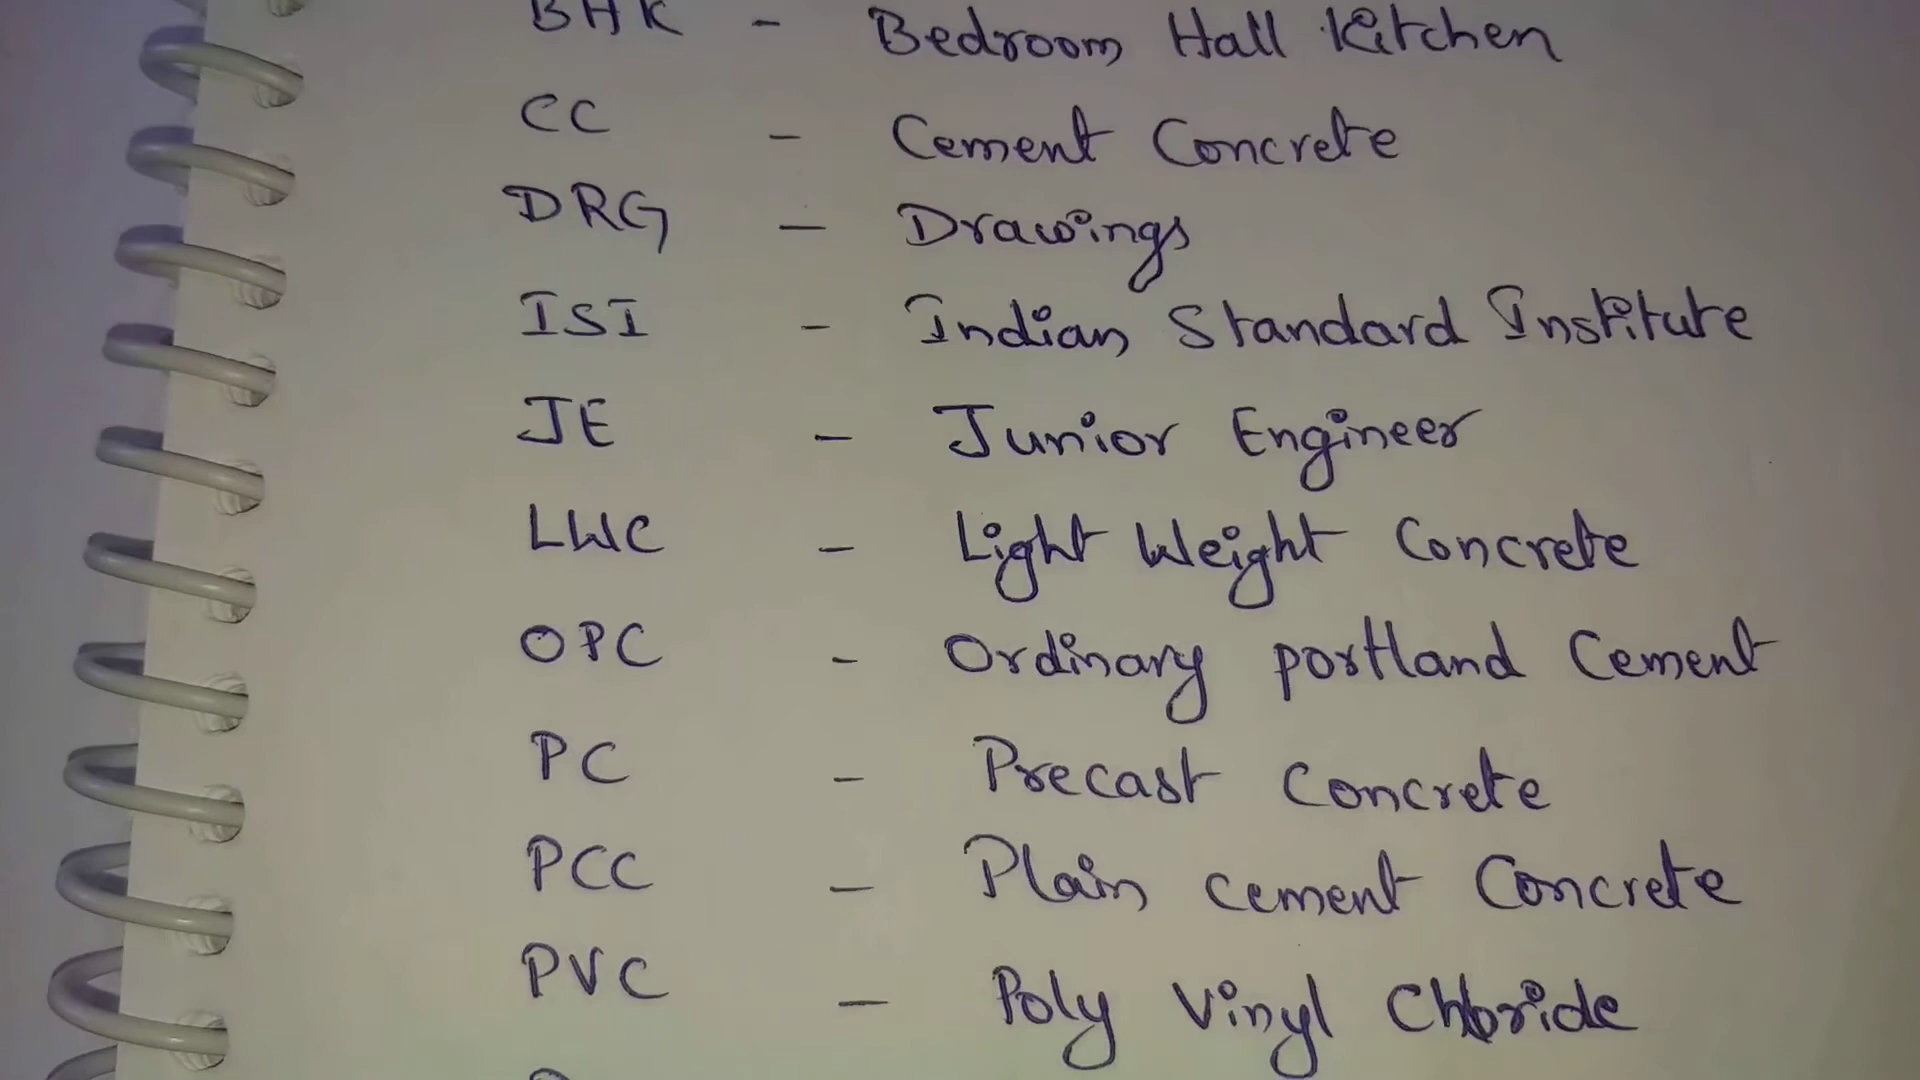 BHK - Bedroom Hall Kitchen
CC - Cement Concrete
DRG - Drawings
ISI - Indian Standard Institute
JE - Junior Engineer
LWC - Light Weight Concrete
OPC - Ordinary portland Cement
PC - Precast Concrete
PCC - Plain cement Concrete
PVC - Poly Vinyl Chloride